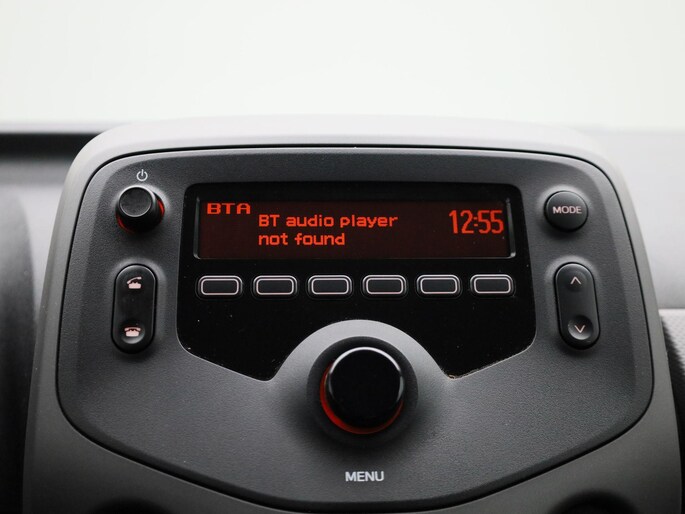 BTA
BT audio player
not found
12:55
MODE
MENU